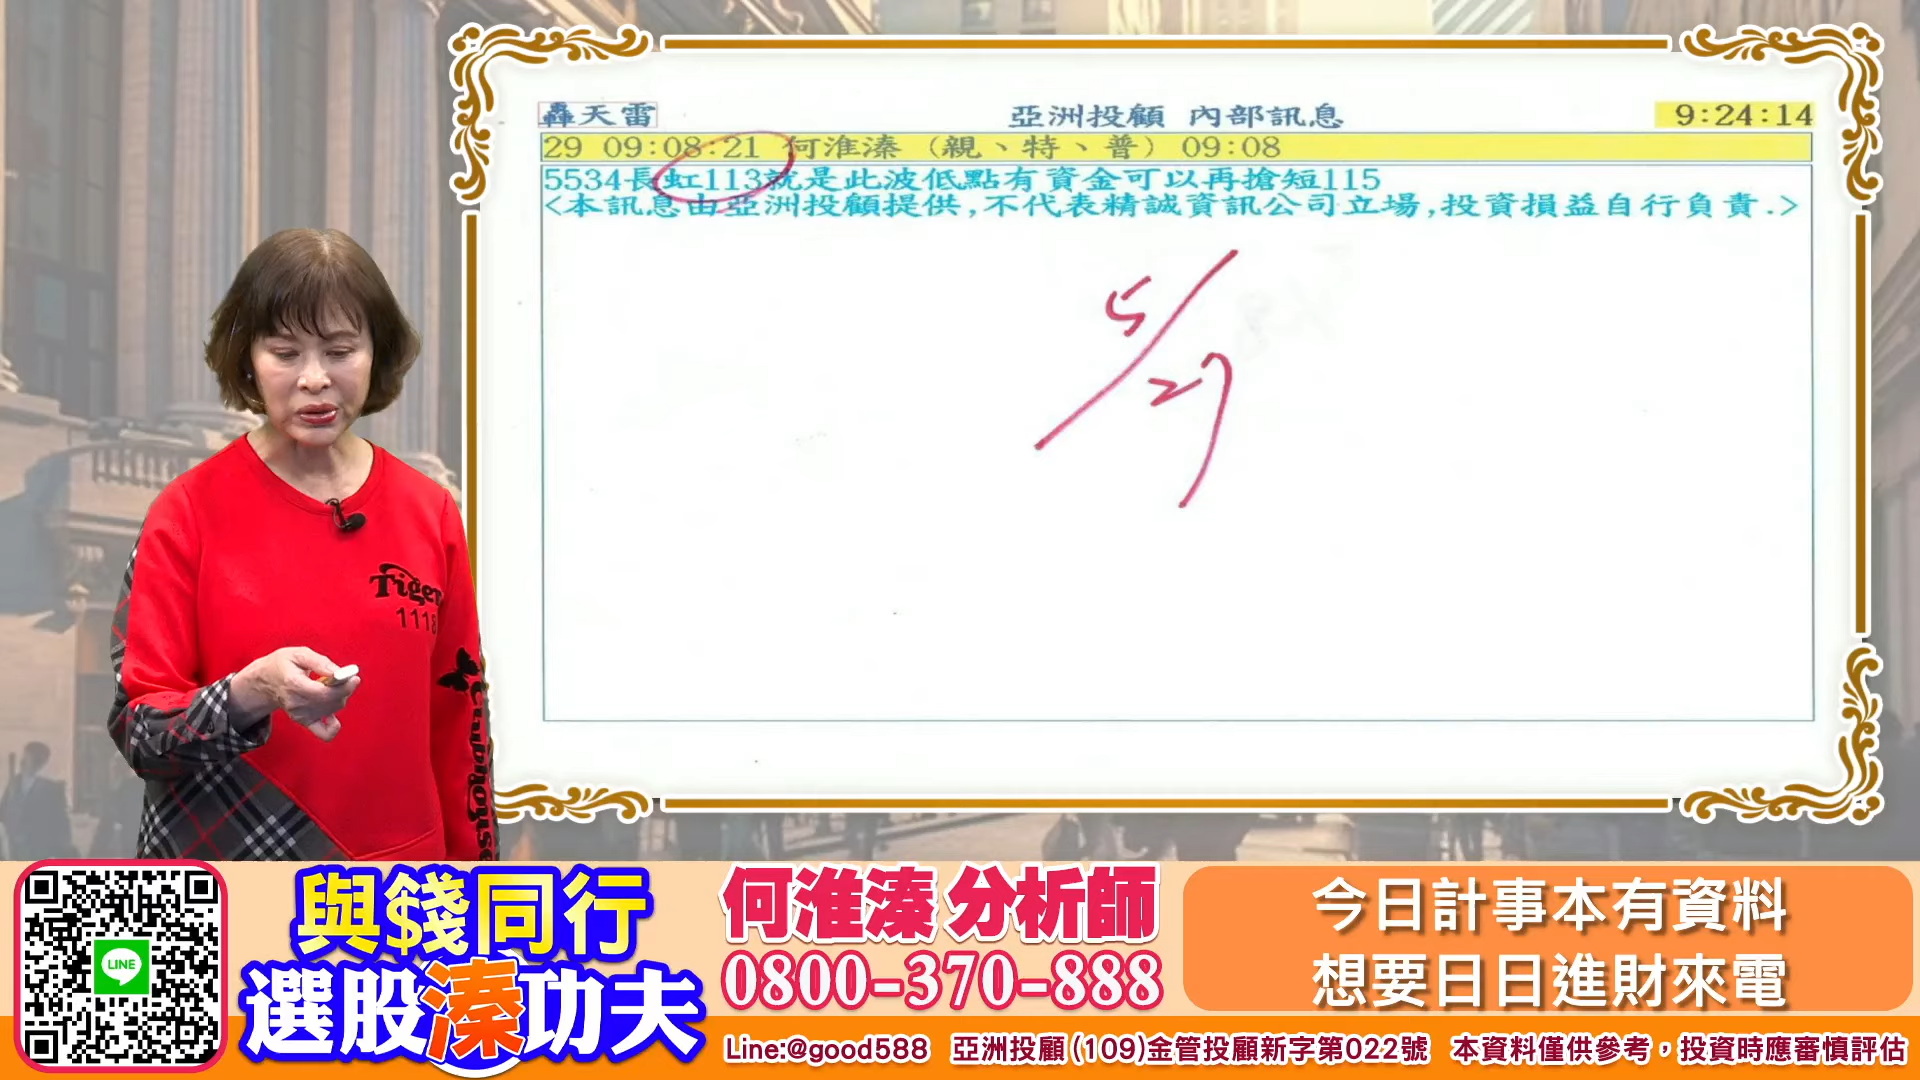 轟天雷 亞洲投顧 內部訊息 9:24:14
29 09:08:21 何淮溱 (親、特、普) 09:08
5534長虹113就是此波低點有資金可以再搶短115
<本訊息由亞洲投顧提供,不代表精誠資訊公司立場,投資損益自行負責.>
5/27
Tiger
1118
LINE
與錢同行
選股溱功夫
何淮溱 分析師
0800-370-888
今日計事本有資料
想要日日進財來電
Line:@good588 亞洲投顧 (109)金管投顧新字第022號 本資料僅供參考，投資時應審慎評估